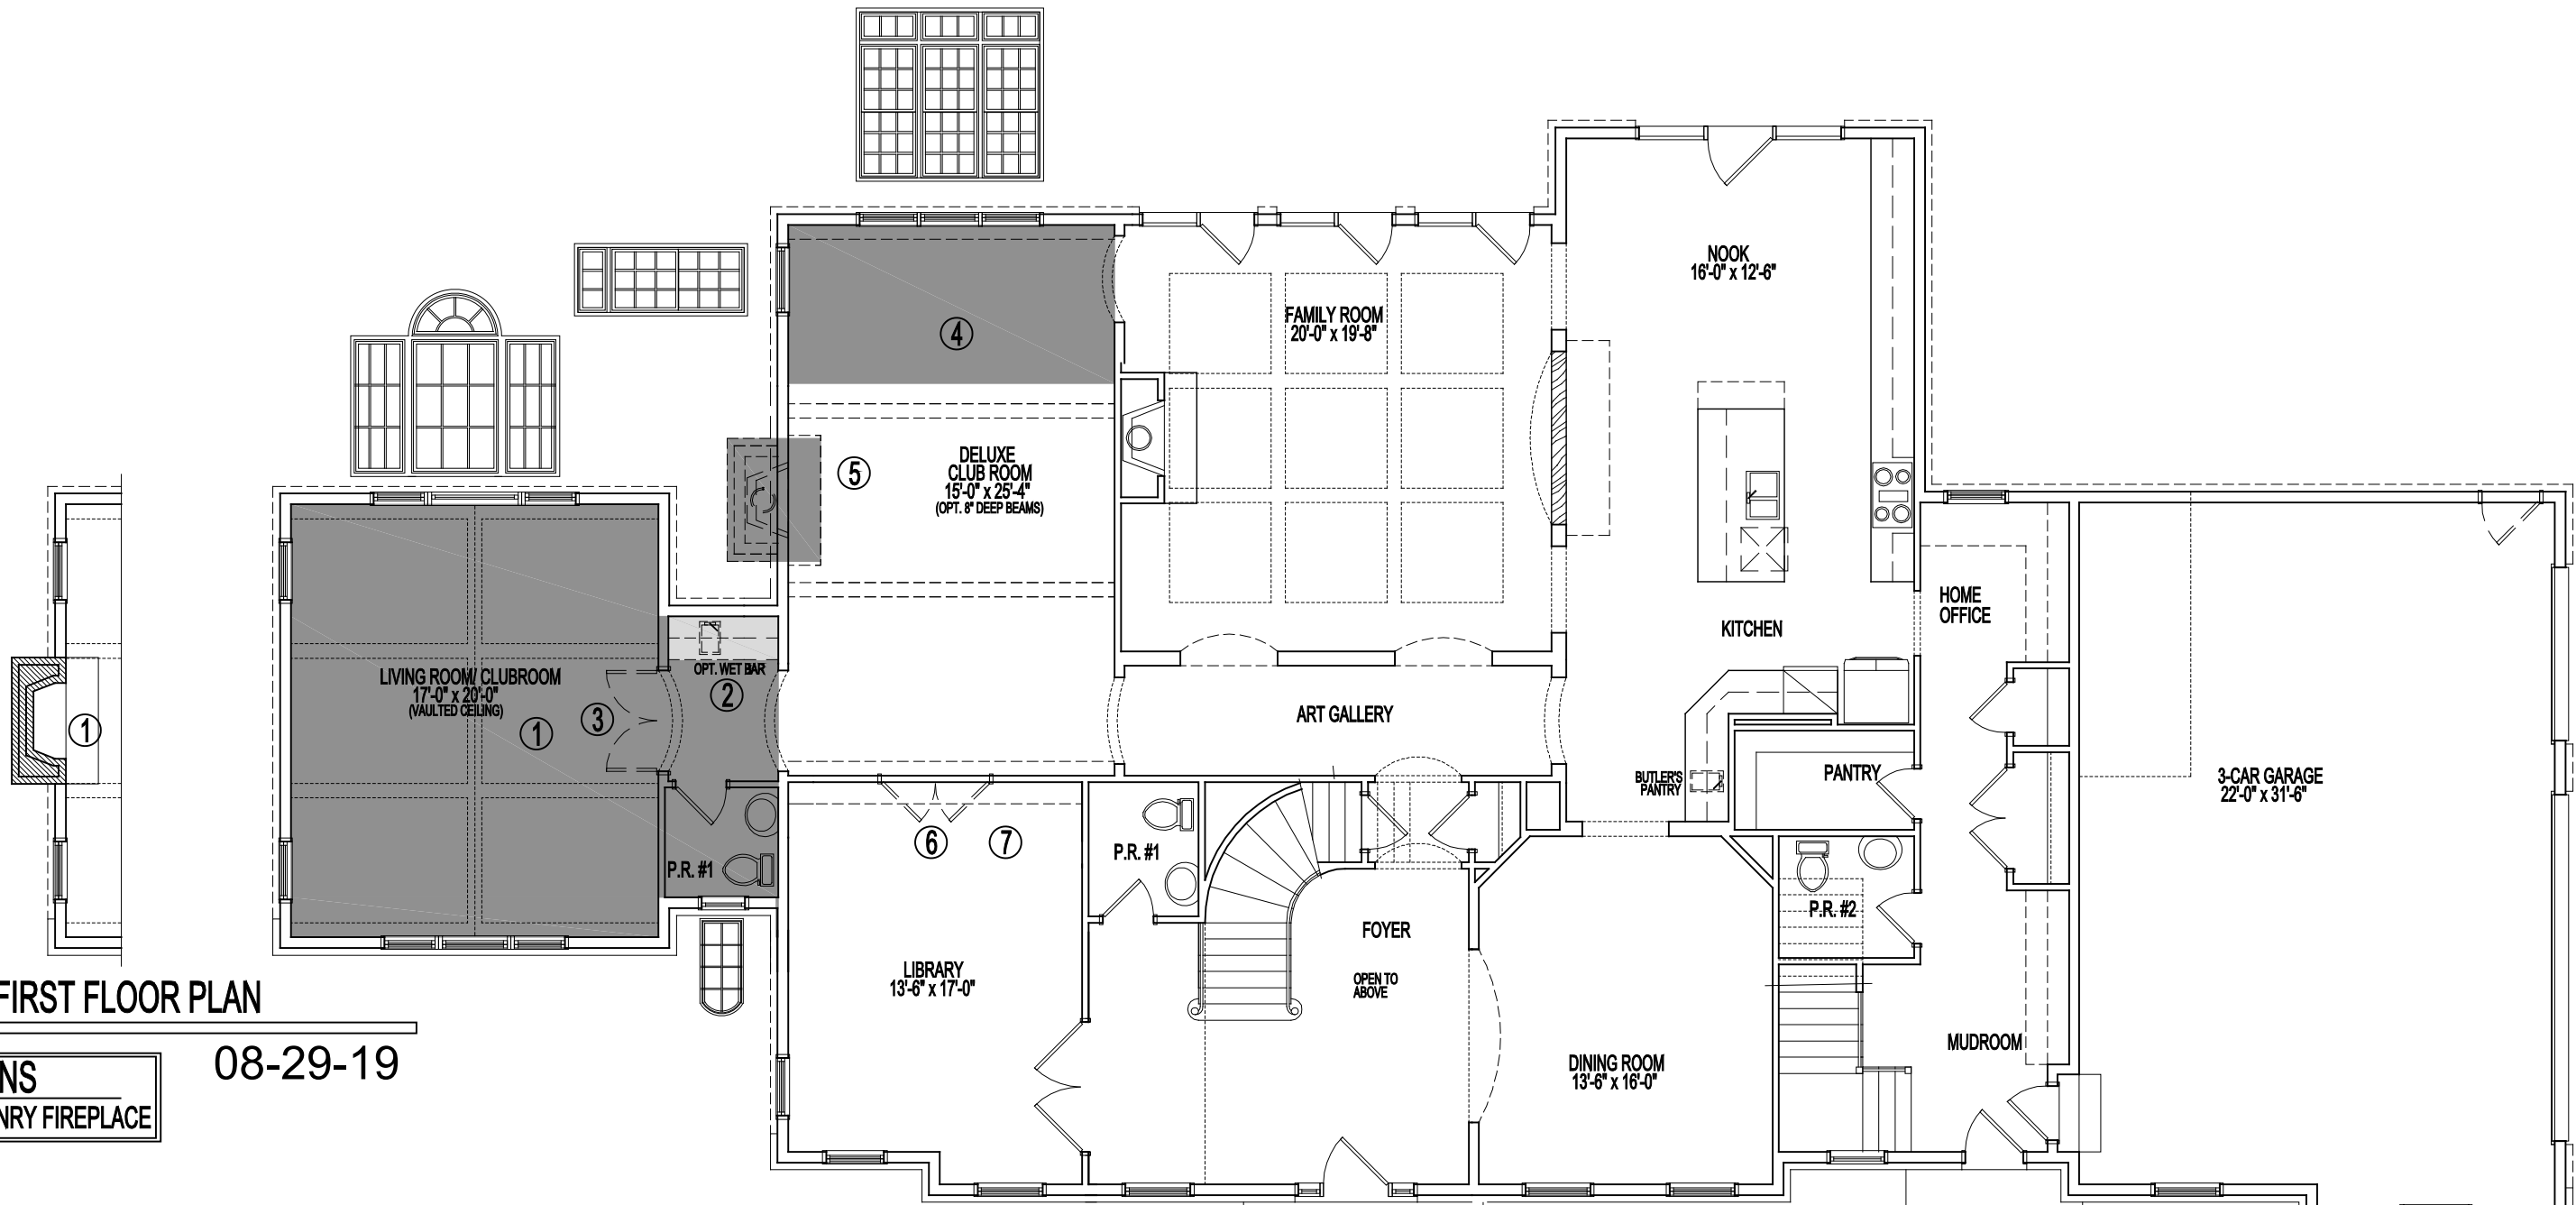 NOOK
16'-0" x 12'-6"
FAMILY ROOM
20'-0" x 19'-8"
4
DELUXE
CLUB ROOM
15'-0" x 25'-4"
(OPT. 8" DEEP BEAMS)
5
HOME
OFFICE
KITCHEN
OPT. WET BAR
2
LIVING ROOM/ CLUBROOM
17'-0" x 20'-0"
(VAULTED CEILING)
1
3
1
ART GALLERY
BUTLER'S
PANTRY
PANTRY
3-CAR GARAGE
22'-0" x 31'-6"
6
7
P.R. #1
P.R. #1
P.R. #2
FOYER
OPEN TO
ABOVE
LIBRARY
13'-6" x 17'-0"
FIRST FLOOR PLAN
08-29-19
NS
NRY FIREPLACE
MUDROOM
DINING ROOM
13'-6" x 16'-0"